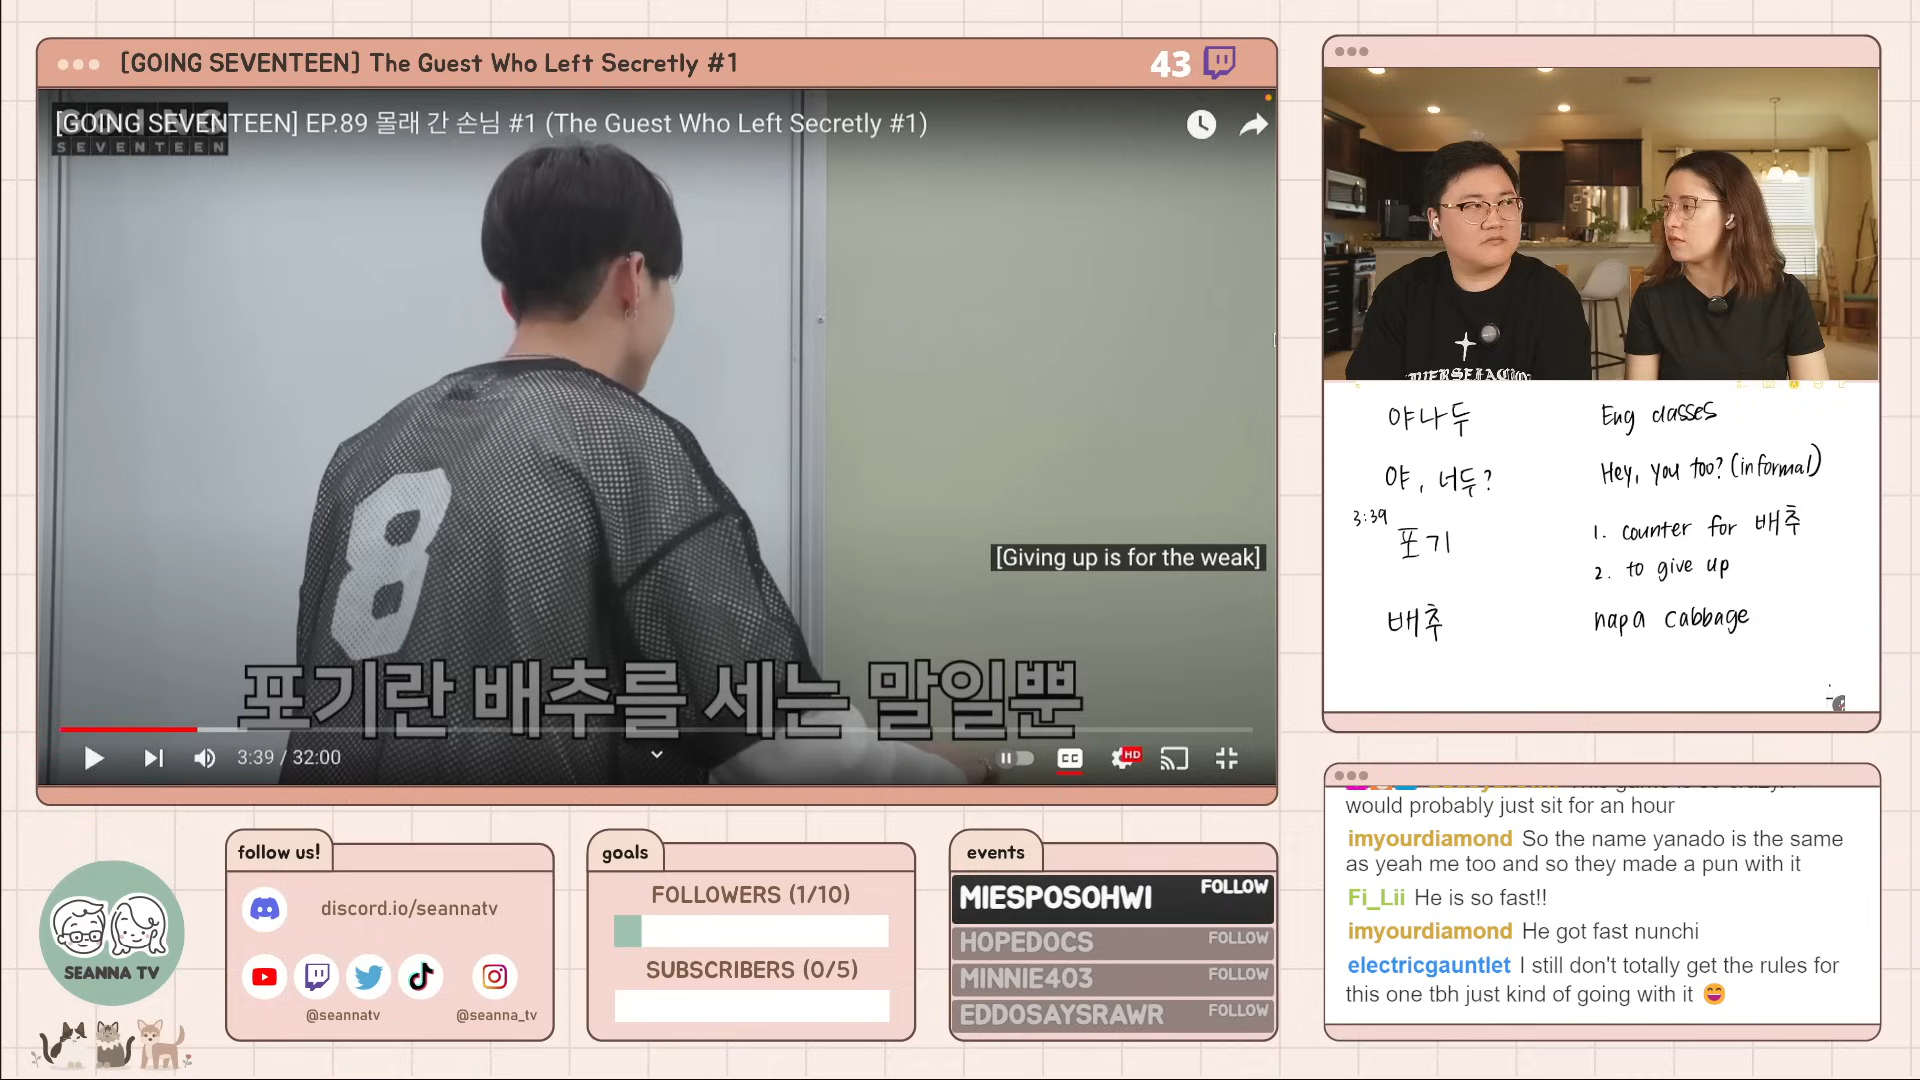 [GOING SEVENTEEN] The Guest Who Left Secretly #1
43
[GOING SEVENTEEN] EP.89 몰래 간 손님 #1 (The Guest Who Left Secretly #1)
SEVENTEEN
8
[Giving up is for the weak]
포기란 배추를 세는 말일뿐
3:39 / 32:00
CC
HD
야나두 Eng classes
야, 너두? Hey, you too? (informal)
3:39
포기 1. counter for 배추
2. to give up
배추 napa cabbage
would probably just sit for an hour
imyourdiamond So the name yanado is the same
as yeah me too and so they made a pun with it
Fi_Lii He is so fast!!
imyourdiamond He got fast nunchi
electricgauntlet I still don't totally get the rules for
this one tbh just kind of going with it 😄
SEANNA TV
follow us!
discord.io/seannatv
@seannatv
@seanna_tv
goals
FOLLOWERS (1/10)
SUBSCRIBERS (0/5)
events
MIESPOSOHWI FOLLOW
HOPEDOCS FOLLOW
MINNIE403 FOLLOW
EDDOSAYSRAWR FOLLOW